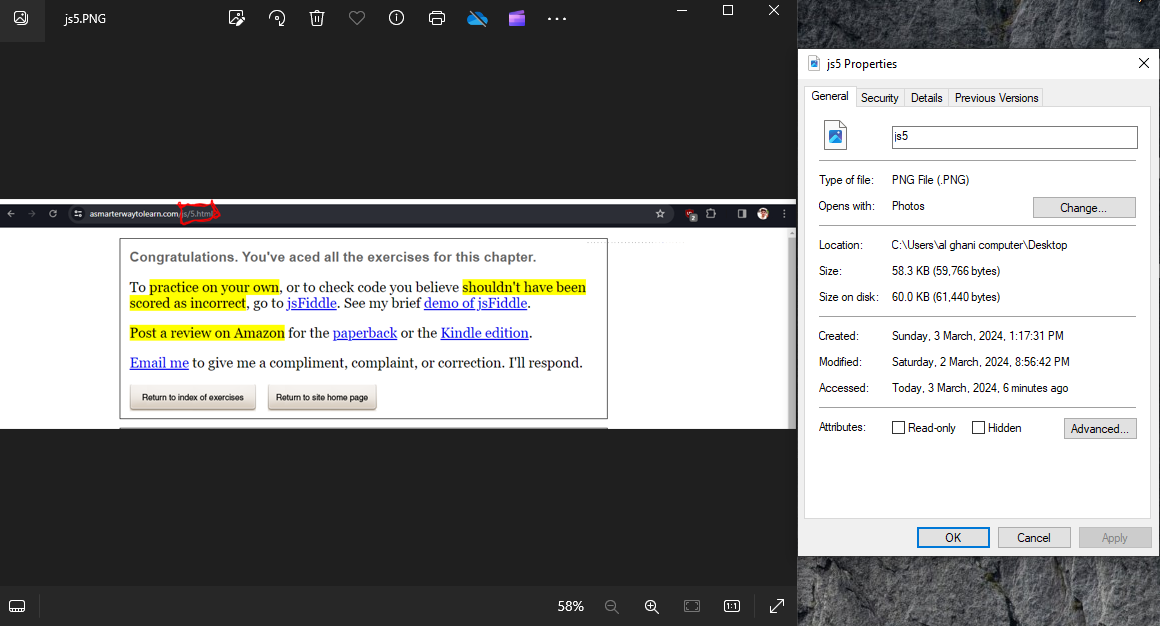 js5.PNG
asmarterwaytolearn.com/js/5.html
2
Congratulations. You've aced all the exercises for this chapter.
To practice on your own, or to check code you believe shouldn't have been
scored as incorrect, go to jsFiddle. See my brief demo of jsFiddle.
Post a review on Amazon for the paperback or the Kindle edition.
Email me to give me a compliment, complaint, or correction. I'll respond.
Return to index of exercises Return to site home page
58% 1:1
js5 Properties
General Security Details Previous Versions
js5
Type of file: PNG File (.PNG)
Opens with: Photos Change...
Location: C:\Users\al ghani computer\Desktop
Size: 58.3 KB (59,766 bytes)
Size on disk: 60.0 KB (61,440 bytes)
Created: Sunday, 3 March, 2024, 1:17:31 PM
Modified: Saturday, 2 March, 2024, 8:56:42 PM
Accessed: Today, 3 March, 2024, 6 minutes ago
Attributes: Read-only Hidden Advanced...
OK Cancel Apply